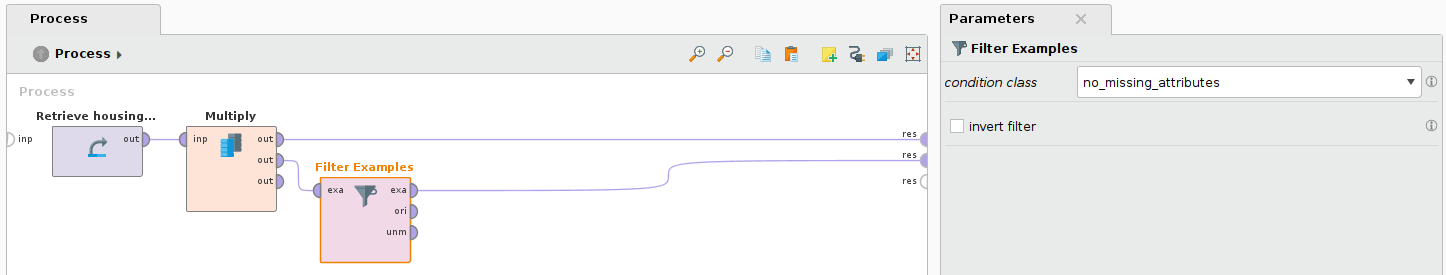 Process
Process
Process
Retrieve housing...
Multiply
inp
out
inp
out
res
out
res
Filter Examples
out
exa
exa
res
ori
unm
Parameters
Filter Examples
condition class
no_missing_attributes
invert filter